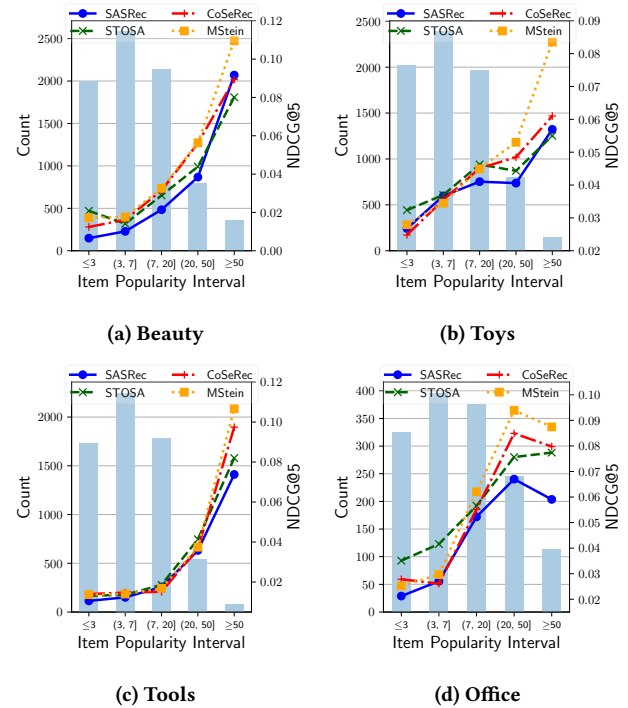 SASRec CoSeRec
STOSA MStein
2500
2000
1500
1000
500
0
0.12
0.10
0.08
0.06
0.04
0.02
0.00
Count
NDCG@5
≤3 (3, 7] (7, 20] (20, 50] ≥50
Item Popularity Interval
(a) Beauty
SASRec CoSeRec
STOSA MStein
2500
2000
1500
1000
500
0
0.09
0.08
0.07
0.06
0.05
0.04
0.03
0.02
Count
NDCG@5
≤3 (3, 7] (7, 20] (20, 50] ≥50
Item Popularity Interval
(b) Toys
SASRec CoSeRec
STOSA MStein
2000
1500
1000
500
0
0.12
0.10
0.08
0.06
0.04
0.02
Count
NDCG@5
≤3 (3, 7] (7, 20] (20, 50] ≥50
Item Popularity Interval
(c) Tools
SASRec CoSeRec
STOSA MStein
400
350
300
250
200
150
100
50
0
0.10
0.09
0.08
0.07
0.06
0.05
0.04
0.03
0.02
Count
NDCG@5
≤3 (3, 7] (7, 20] (20, 50] ≥50
Item Popularity Interval
(d) Office